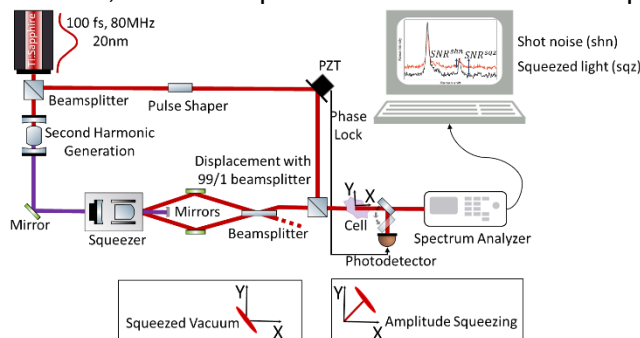 Ti:Sapphire
100 fs, 80MHz
20nm
Beamsplitter
Pulse Shaper
PZT
Phase
Lock
SNRˢʰⁿ
SNRˢqᶻ
Shot noise (shn)
Squeezed light (sqz)
Second Harmonic
Generation
Displacement with
99/1 beamsplitter
Mirror
Squeezer
Mirrors
Beamsplitter
Y
X
Cell
Photodetector
Spectrum Analyzer
Y
X
Squeezed Vacuum
Y
X
Amplitude Squeezing